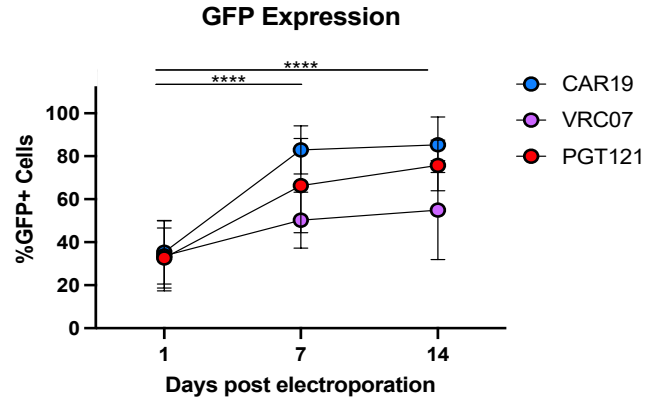 GFP Expression
****
****
CAR19
VRC07
PGT121
%GFP+ Cells
100
80
60
40
20
0
1 7 14
Days post electroporation